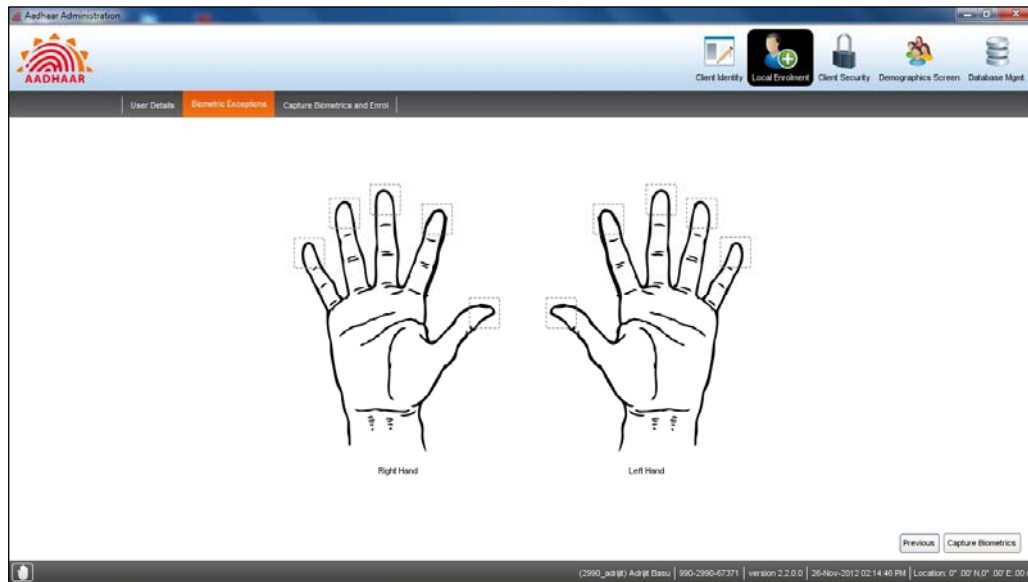 Aadhaar Administration
AADHAAR
Client Identity
Local Enrolment
Client Security
Demographics Screen
Database Mgmt
User Details
Biometric Exceptions
Capture Biometrics and Enrol
Right Hand
Left Hand
Previous
Capture Biometrics
(2990_adrijit) Adrijit Basu | 990-2990-67371 | version 2.2.0.0 | 26-Nov-2012 02:14:46 PM | Location: 0° .00' N,0° .00' E: 00